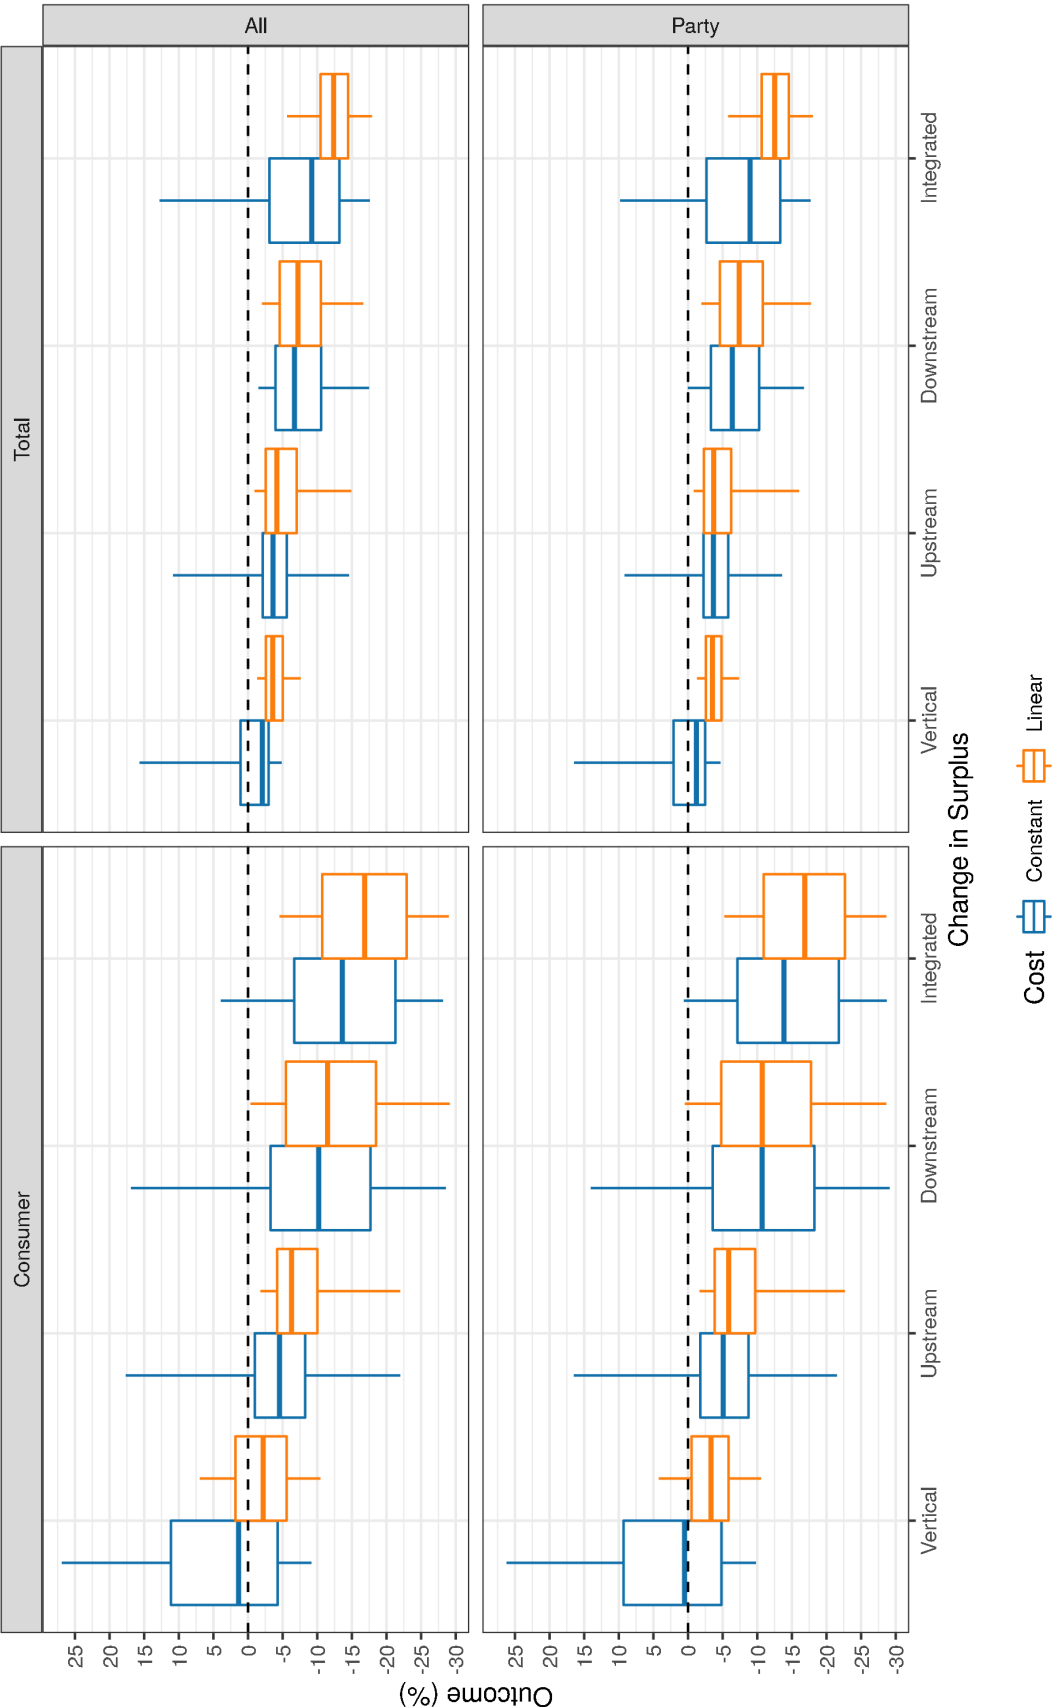 Consumer
Total
All
Party
25
20
15
10
5
0
-5
-10
-15
-20
-25
-30
25
20
15
10
5
0
-5
-10
-15
-20
-25
-30
Outcome (%)
Vertical Upstream Downstream Integrated
Vertical Upstream Downstream Integrated
Change in Surplus
Cost Constant Linear